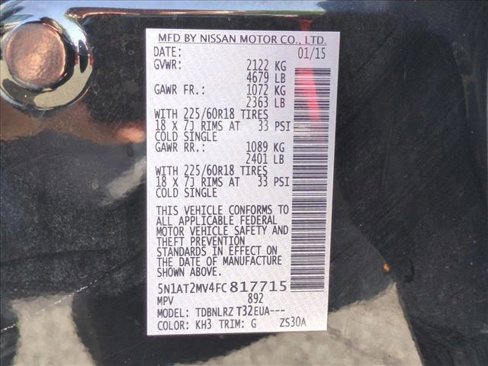 MFD BY NISSAN MOTOR CO., LTD.
DATE: 01/15
GVWR: 2122 KG
4679 LB
GAWR FR.: 1072 KG
2363 LB
WITH 225/60R18 TIRES
18 X 7J RIMS AT 33 PSI
COLD SINGLE
GAWR RR.: 1089 KG
2401 LB
WITH 225/60R18 TIRES
18 X 7J RIMS AT 33 PSI
COLD SINGLE
THIS VEHICLE CONFORMS TO
ALL APPLICABLE FEDERAL
MOTOR VEHICLE SAFETY AND
THEFT PREVENTION
STANDARDS IN EFFECT ON
THE DATE OF MANUFACTURE
SHOWN ABOVE.
5N1AT2MV4FC817715
MPV 892
MODEL: TDBNLRZ T32EUA---
COLOR: KH3 TRIM: G ZS30A